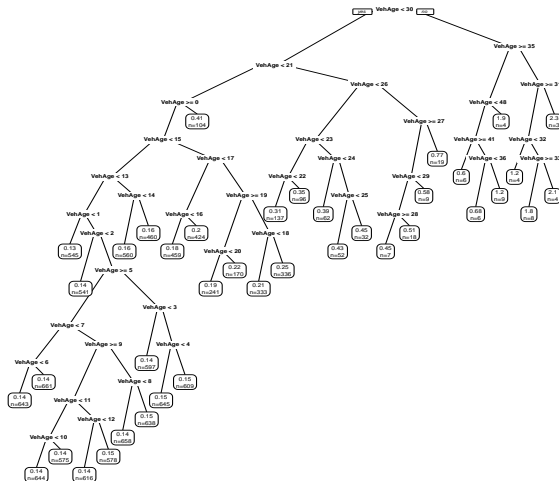 yes VehAge < 30 no
VehAge >= 35
VehAge < 21
VehAge < 26
VehAge >= 0
VehAge < 48
0.41
n=104
1.9
n=4
VehAge >= 27
VehAge < 15
VehAge < 23
VehAge >= 41
VehAge < 32
VehAge < 17
VehAge < 24
0.77
n=19
VehAge < 36
VehAge < 13
VehAge < 22
0.35
n=96
VehAge < 29
0.6
n=6
1.2
n=4
VehAge < 14
VehAge >= 19
VehAge < 25
0.58
n=9
1.2
n=9
VehAge < 1
0.16
n=460
VehAge < 16
0.2
n=424
0.31
n=137
0.39
n=62
VehAge >= 28
0.68
n=6
1.8
n=8
VehAge < 2
0.45
n=32
0.51
n=18
0.13
n=545
0.16
n=560
0.18
n=459
VehAge < 20
VehAge < 18
0.43
n=52
0.45
n=7
VehAge >= 5
0.22
n=170
0.25
n=336
0.14
n=541
0.19
n=241
0.21
n=333
VehAge < 3
VehAge < 7
VehAge >= 9
VehAge < 4
0.14
n=597
VehAge < 6
0.14
n=661
VehAge < 8
0.15
n=609
0.14
n=643
VehAge < 11
0.15
n=645
0.15
n=638
VehAge < 12
0.14
n=658
VehAge < 10
0.14
n=575
0.15
n=578
0.14
n=644
0.14
n=616